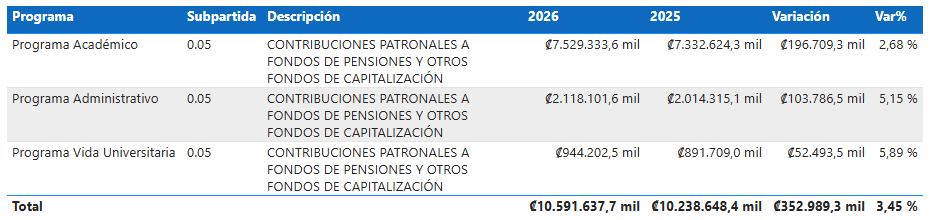 Programa Subpartida Descripción 2026 2025 Variación Var%
Programa Académico 0.05 CONTRIBUCIONES PATRONALES A ₡7.529.333,6 mil ₡7.332.624,3 mil ₡196.709,3 mil 2,68 %
FONDOS DE PENSIONES Y OTROS
FONDOS DE CAPITALIZACIÓN
Programa Administrativo 0.05 CONTRIBUCIONES PATRONALES A ₡2.118.101,6 mil ₡2.014.315,1 mil ₡103.786,5 mil 5,15 %
FONDOS DE PENSIONES Y OTROS
FONDOS DE CAPITALIZACIÓN
Programa Vida Universitaria 0.05 CONTRIBUCIONES PATRONALES A ₡944.202,5 mil ₡891.709,0 mil ₡52.493,5 mil 5,89 %
FONDOS DE PENSIONES Y OTROS
FONDOS DE CAPITALIZACIÓN
Total ₡10.591.637,7 mil ₡10.238.648,4 mil ₡352.989,3 mil 3,45 %